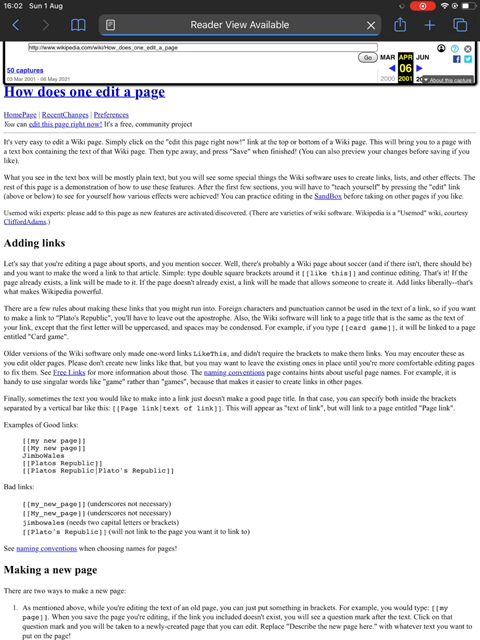 16:02 Sun 1 Aug
Reader View Available
http://www.wikipedia.com/wiki/How_does_one_edit_a_page
Go MAR APR JUN
50 captures
06
03 Mar 2001 - 06 May 2021
2000 2001
About this capture
How does one edit a page
HomePage | RecentChanges | Preferences
You can edit this page right now! It's a free, community project
It's very easy to edit a Wiki page. Simply click on the "edit this page right now!" link at the top or bottom of a Wiki page. This will bring you to a page with
a text box containing the text of that Wiki page. Then type away, and press "Save" when finished! (You can also preview your changes before saving if you
like).
What you see in the text box will be mostly plain text, but you will see some special things the Wiki software uses to create links, lists, and other effects. The
rest of this page is a demonstration of how to use these features. After the first few sections, you will have to "teach yourself" by pressing the "edit" link
(above or below) to see for yourself how various effects were achieved! You can practice editing in the SandBox before taking on other pages if you like.
Usemod wiki experts: please add to this page as new features are activated/discovered. (There are varieties of wiki software. Wikipedia is a "Usemod" wiki, courtesy
CliffordAdams.)
Adding links
Let's say that you're editing a page about sports, and you mention soccer. Well, there's probably a Wiki page about soccer (and if there isn't, there should be)
and you want to make the word a link to that article. Simple: type double square brackets around it [[like this]] and continue editing. That's it! If the
page already exists, a link will be made to it. If the page doesn't already exist, a link will be made that allows someone to create it. Add links liberally--that's
what makes Wikipedia powerful.
There are a few rules about making these links that you might run into. Foreign characters and punctuation cannot be used in the text of a link, so if you want
to make a link to "Plato's Republic", you'll have to leave out the apostrophe. Also, the Wiki software will link to a page title that is the same as the text of
your link, except that the first letter will be uppercased, and spaces may be condensed. For example, if you type [[card game]], it will be linked to a page
entitled "Card game".
Older versions of the Wiki software only made one-word links LikeThis, and didn't require the brackets to make them links. You may encounter these as
you edit older pages. Please don't create new links like that, but you may want to leave the existing ones in place until you're more comfortable editing pages
to fix them. See Free Links for more information about those. The naming conventions page contains hints about useful page names. For example, it is
handy to use singular words like "game" rather than "games", because that makes it easier to create links in other pages.
Finally, sometimes the text you would like to make into a link just doesn't make a good page title. In that case, you can specify both inside the brackets
separated by a vertical bar like this: [[Page link|text of link]]. This will appear as "text of link", but will link to a page entitled "Page link".
Examples of Good links:
[[my new page]]
[[My new page]]
JimboWales
[[Platos Republic]]
[[Platos Republic|Plato's Republic]]
Bad links:
[[my_new_page]] (underscores not necessary)
[[My_new_page]] (underscores not necessary)
jimbowales (needs two capital letters or brackets)
[[Plato's Republic]] (will not link to the page you want it to link to)
See naming conventions when choosing names for pages!
Making a new page
There are two ways to make a new page:
1. As mentioned above, while you're editing the text of an old page, you can just put something in brackets. For example, you would type: [[my
page]]. When you save the page you're editing, if the link you included doesn't exist, you will see a question mark after the text. Click on that
question mark and you will be taken to a newly-created page that you can edit. Replace "Describe the new page here." with whatever text you want to
put on the page!